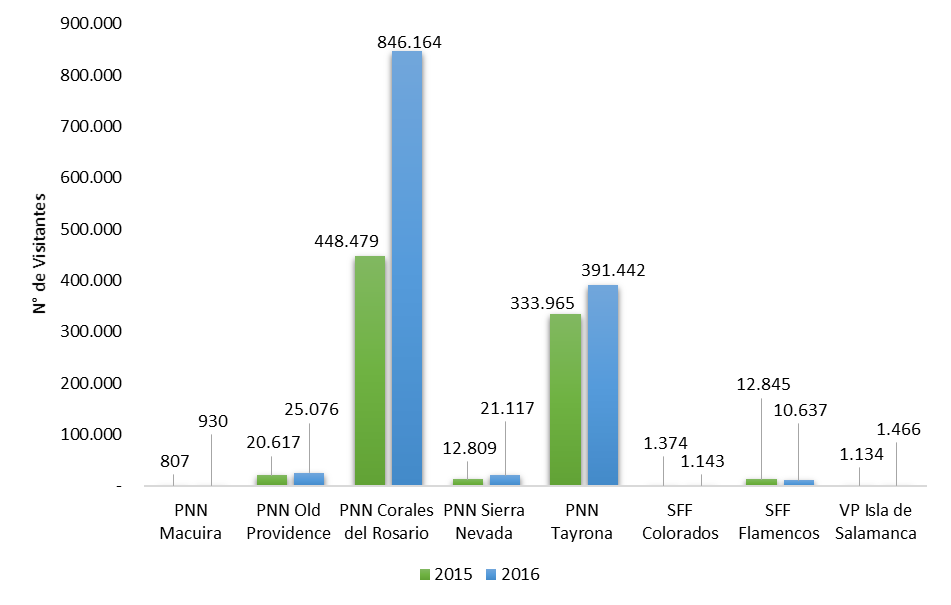 900.000
800.000
700.000
600.000
500.000
400.000
300.000
200.000
100.000
-
N° de Visitantes
807
930
20.617
25.076
448.479
846.164
12.809
21.117
333.965
391.442
1.374
1.143
12.845
10.637
1.134
1.466
PNN
Macuira
PNN Old
Providence
PNN Corales
del Rosario
PNN Sierra
Nevada
PNN
Tayrona
SFF
Colorados
SFF
Flamencos
VP Isla de
Salamanca
2015
2016